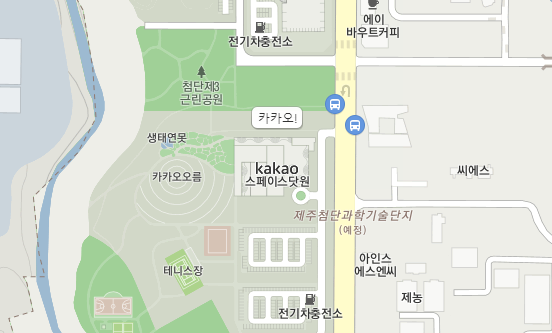 에이
바우트커피
전기차충전소
첨단제3
근린공원
카카오!
생태연못
kakao
스페이스닷원
카카오오름
씨에스
제주첨단과학기술단지
(예정)
테니스장
아인스
에스엔씨
제농
전기차충전소